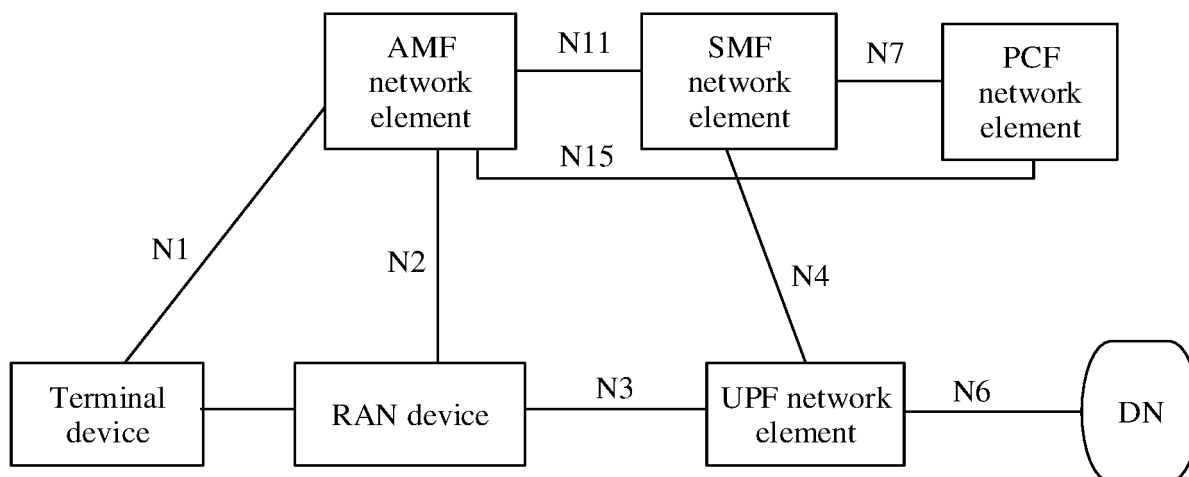 AMF
network
element
N11
SMF
network
element
N7
PCF
network
element
N15
N1
N2
N4
Terminal
device
RAN device
N3
UPF network
element
N6
DN